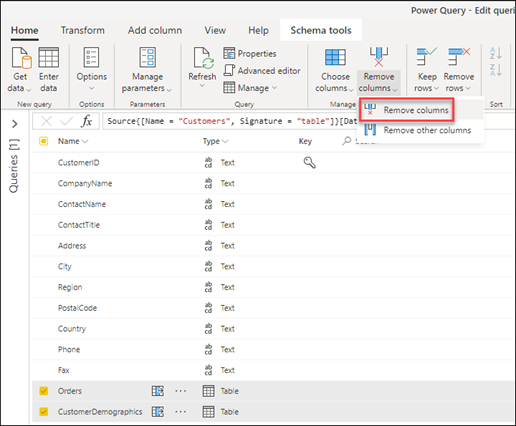 Power Query - Edit queri
Home Transform Add column View Help Schema tools
Get data Enter data Options Manage parameters Refresh Properties Advanced editor Manage Choose columns Remove columns Keep rows Remove rows
New query Options Parameters Query Manage Sort
Remove columns
Remove other columns
Queries [1]
fx Source{[Name = "Customers", Signature = "table"]}[Dat
Name Type Key
CustomerID Text
CompanyName Text
ContactName Text
ContactTitle Text
Address Text
City Text
Region Text
PostalCode Text
Country Text
Phone Text
Fax Text
Orders ... Table
CustomerDemographics ... Table